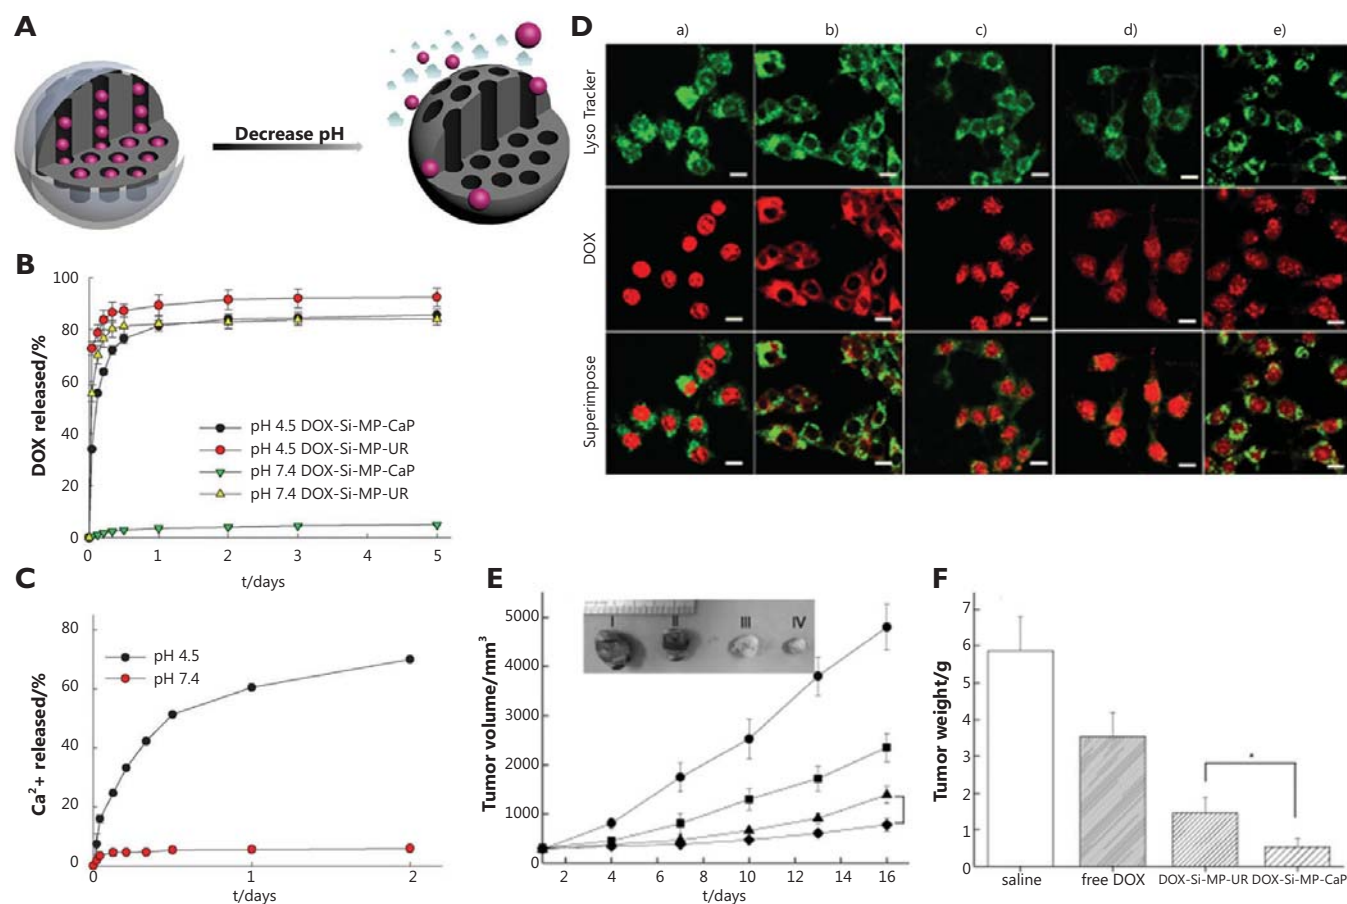 A
Decrease pH
B
DOX released/%
100
80
60
40
20
0
pH 4.5 DOX-Si-MP-CaP
pH 4.5 DOX-Si-MP-UR
pH 7.4 DOX-Si-MP-CaP
pH 7.4 DOX-Si-MP-UR
0 1 2 3 4 5
t/days
C
Ca²+ released/%
80
60
40
20
0
pH 4.5
pH 7.4
0 1 2
t/days
D
a) b) c) d) e)
Lyso Tracker
DOX
Superimpose
E
Tumor volume/mm³
5000
4000
3000
2000
1000
0
I II III IV
2 4 6 8 10 12 14 16
t/days
F
Tumor weight/g
7
6
5
4
3
2
1
0
*
saline free DOX DOX-Si-MP-UR DOX-Si-MP-CaP